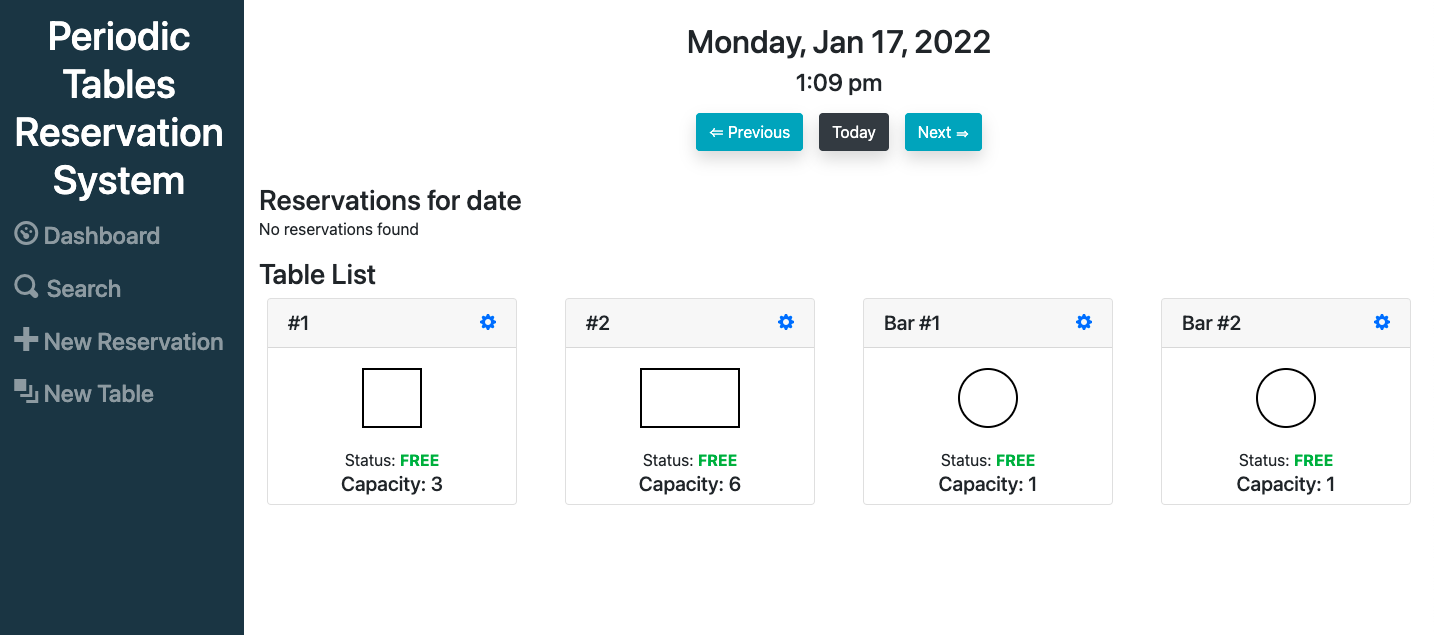 Periodic
Tables
Reservation
System
Dashboard
Search
New Reservation
New Table
Monday, Jan 17, 2022
1:09 pm
⇐ Previous
Today
Next ⇒
Reservations for date
No reservations found
Table List
#1
Status: FREE
Capacity: 3
#2
Status: FREE
Capacity: 6
Bar #1
Status: FREE
Capacity: 1
Bar #2
Status: FREE
Capacity: 1